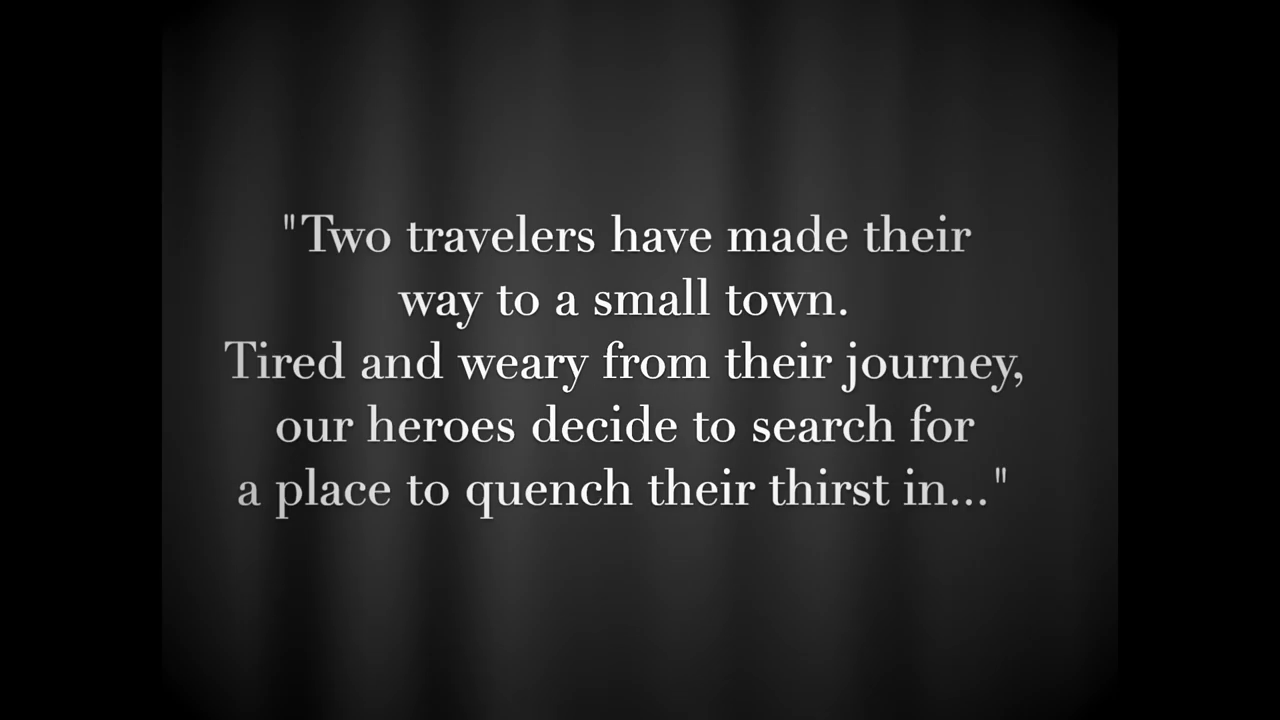 "Two travelers have made their
way to a small town.
Tired and weary from their journey,
our heroes decide to search for
a place to quench their thirst in..."